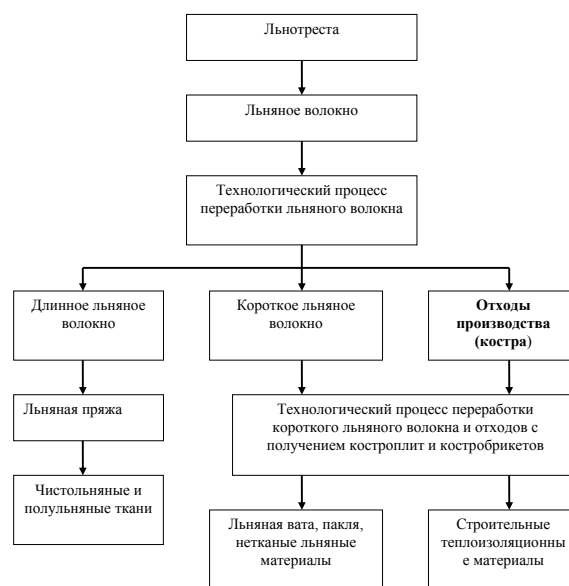 Льнотреста
Льняное волокно
Технологический процесс
переработки льняного волокна
Длинное льняное
волокно
Короткое льняное
волокно
Отходы
производства
(костра)
Льняная пряжа
Технологический процесс переработки
короткого льняного волокна и отходов с
получением костроплит и костробрикетов
Чистольняные и
полульняные ткани
Льняная вата, пакля,
нетканые льняные
материалы
Строительные
теплоизоляционны
е материалы